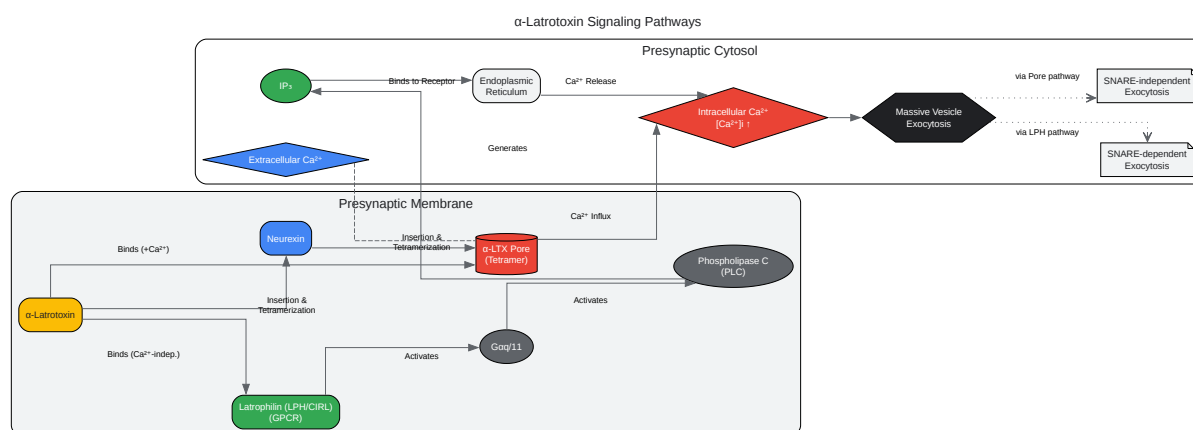 α-Latrotoxin Signaling Pathways
Presynaptic Cytosol
IP₃
Binds to Receptor
Endoplasmic
Reticulum
Ca²⁺ Release
Intracellular Ca²⁺
[Ca²⁺]i ↑
Massive Vesicle
Exocytosis
via Pore pathway
SNARE-independent
Exocytosis
via LPH pathway
SNARE-dependent
Exocytosis
Generates
Extracellular Ca²⁺
Presynaptic Membrane
Ca²⁺ Influx
Neurexin
Insertion &
Tetramerization
α-LTX Pore
(Tetramer)
Binds (+Ca²⁺)
Phospholipase C
(PLC)
Insertion &
Tetramerization
Activates
α-Latrotoxin
Binds (Ca²⁺-indep.)
Activates
Gαq/11
Latrophilin (LPH/CIRL)
(GPCR)